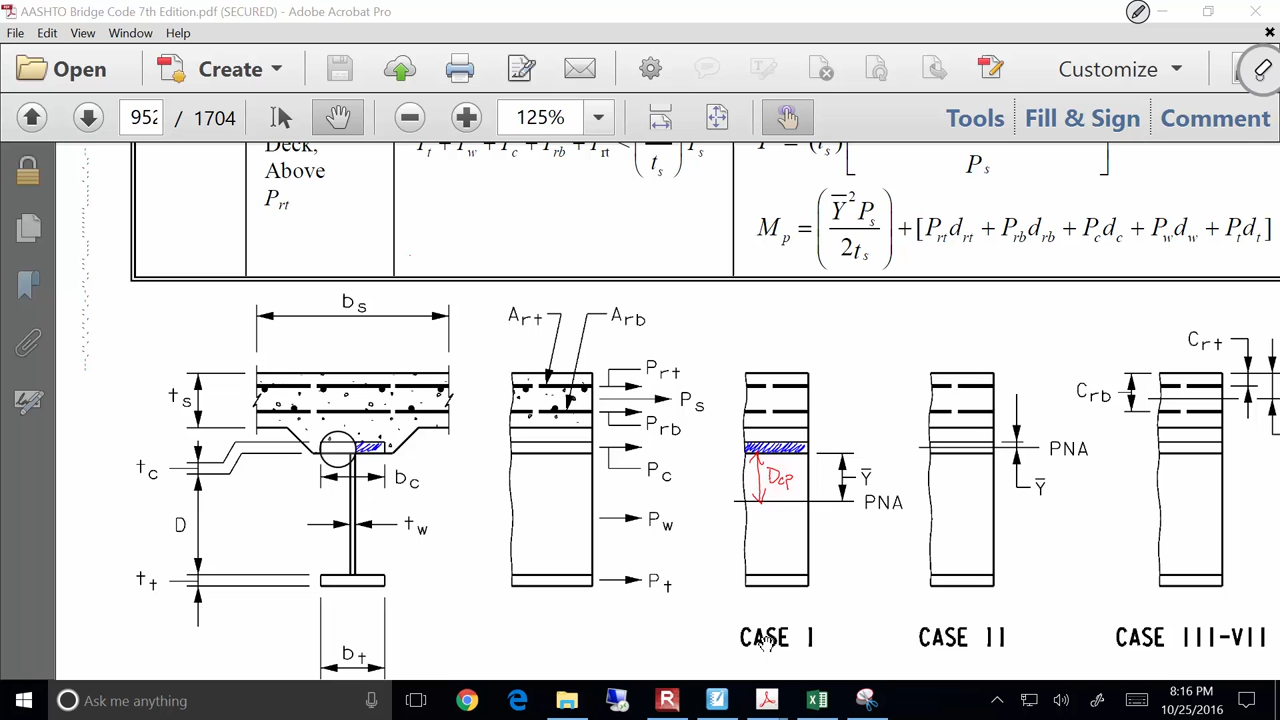 AASHTO Bridge Code 7th Edition.pdf (SECURED) - Adobe Acrobat Pro
File Edit View Window Help
Open Create Customize
952 / 1704 125% Tools Fill & Sign Comment
Deck,
Above
P_rt
t_s
P_s
P_s
M_p = (Y̅² P_s / 2t_s) + [P_rt d_rt + P_rb d_rb + P_c d_c + P_w d_w + P_t d_t]
b_s
A_rt A_rb
C_rt
t_s
P_rt
P_s
C_rb
P_rb
t_c
b_c
P_c
Dcp
Y̅
PNA
PNA
Y̅
D
t_w
P_w
t_t
P_t
CASE I CASE II CASE III-VII
b_t
Ask me anything
8:16 PM
10/25/2016